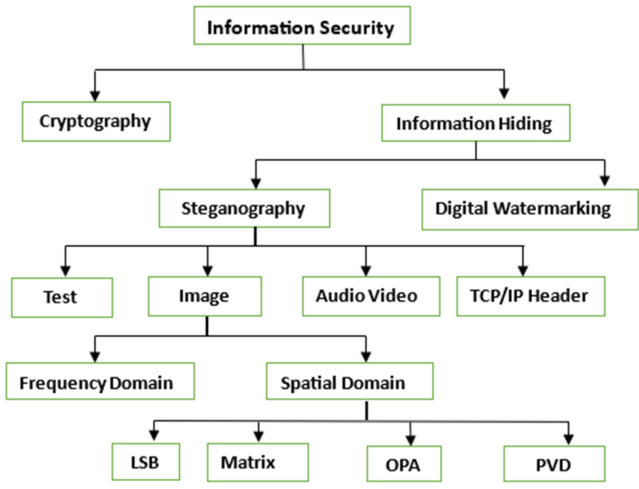 Information Security
Cryptography
Information Hiding
Steganography
Digital Watermarking
Test
Image
Audio Video
TCP/IP Header
Frequency Domain
Spatial Domain
LSB
Matrix
OPA
PVD